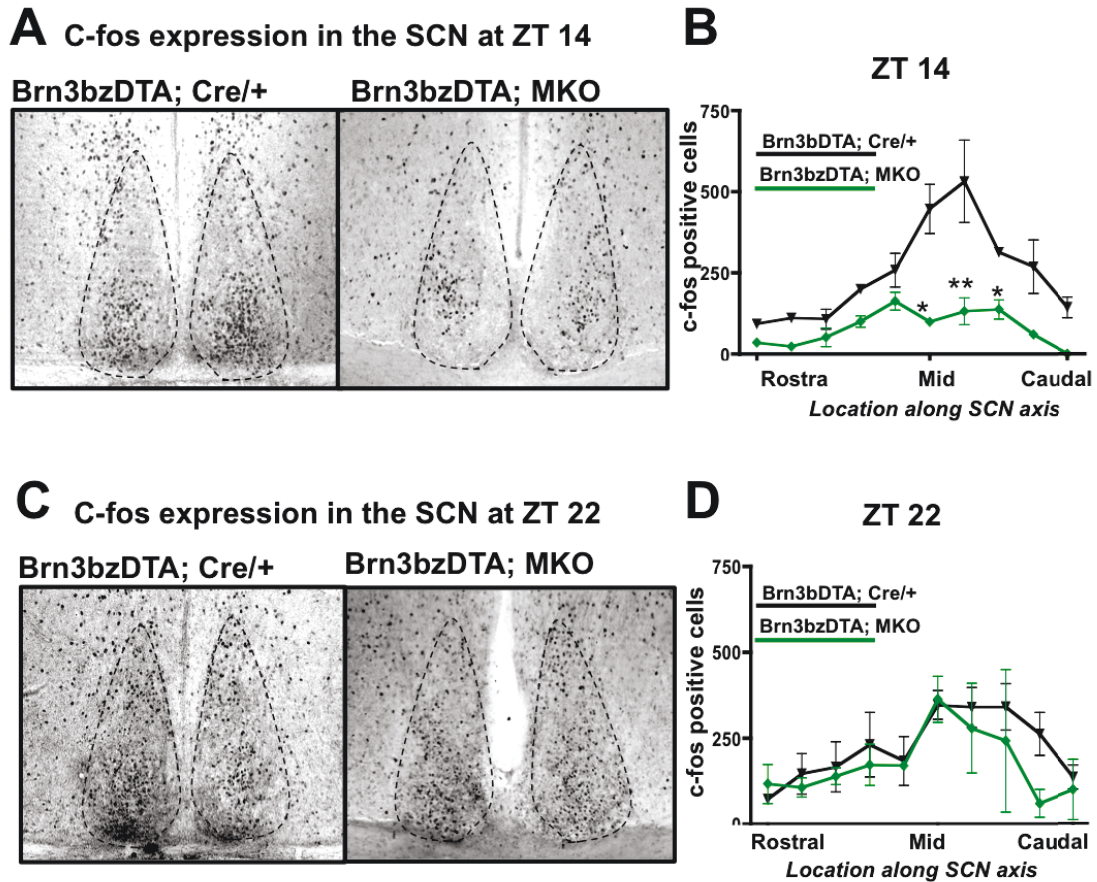 A C-fos expression in the SCN at ZT 14
Brn3bzDTA; Cre/+ Brn3bzDTA; MKO
B
ZT 14
c-fos positive cells
750
500
250
0
Brn3bDTA; Cre/+
Brn3bzDTA; MKO
* ** *
Rostra Mid Caudal
Location along SCN axis
C C-fos expression in the SCN at ZT 22
Brn3bzDTA; Cre/+ Brn3bzDTA; MKO
D
ZT 22
c-fos positive cells
750
500
250
0
Brn3bDTA; Cre/+
Brn3bzDTA; MKO
Rostral Mid Caudal
Location along SCN axis